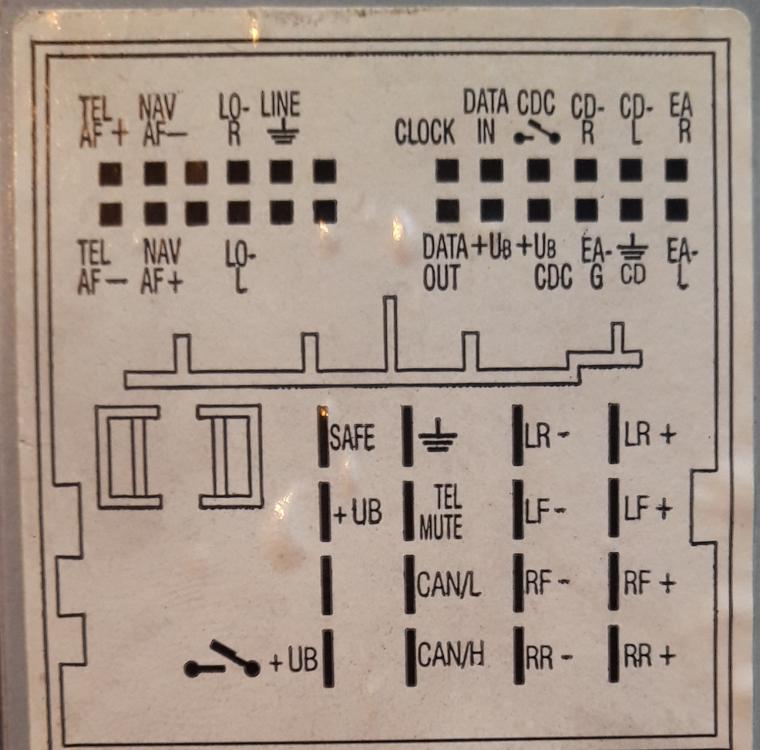 DATA CDC
TEL NAV LO- LINE CD- CD- EA
AF + AF— R CLOCK IN R L R
TEL NAV LO- DATA +UB +UB EA- EA-
AF— AF+ L OUT CDC G CD L
SAFE LR - LR +
+UB TEL MUTE LF - LF +
CAN/L RF - RF +
+UB CAN/H RR - RR +